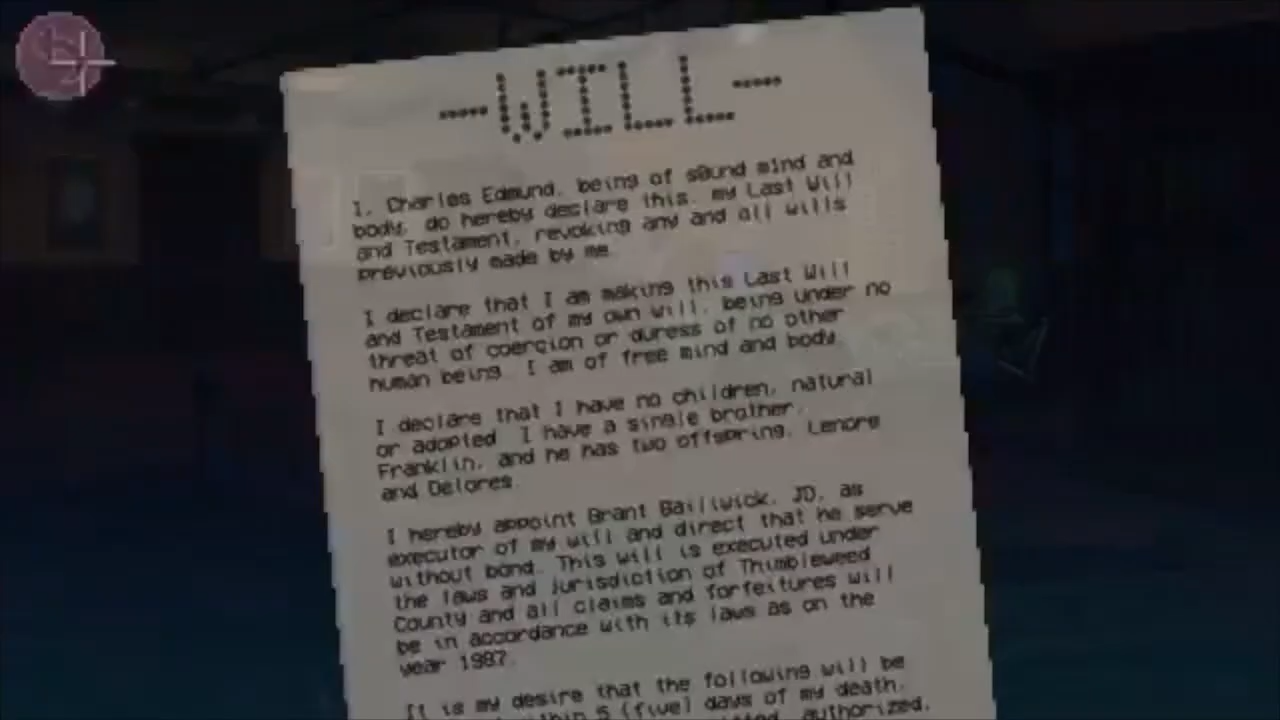 -WILL-
I, Charles Edmund, being of s0und mind and
body, do hereby declare this, my Last Will
and Testament, revoking any and all wills
previously made by me.
I declare that I am making this Last Will
and Testament of my own will, being under no
threat of coercion or duress of no other
human being. I am of free mind and body.
I declare that I have no children, natural
or adopted. I have a single brother,
Franklin, and he has two offspring, Lenore
and Delores.
I hereby appoint Brant Bailiwick, JD, as
executor of my will and direct that he serve
without bond. This will is executed under
the laws and jurisdiction of Thimbleweed
County and all claims and forfeitures will
be in accordance with its laws as on the
year 1987.
It is my desire that the following will be
5 (five) days of my death.
authorized,